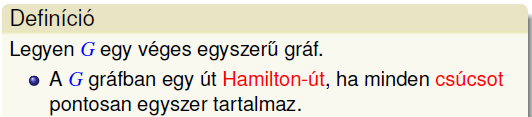 Definíció
Legyen G egy véges egyszerű gráf.
A G gráfban egy út Hamilton-út, ha minden csúcsot
pontosan egyszer tartalmaz.